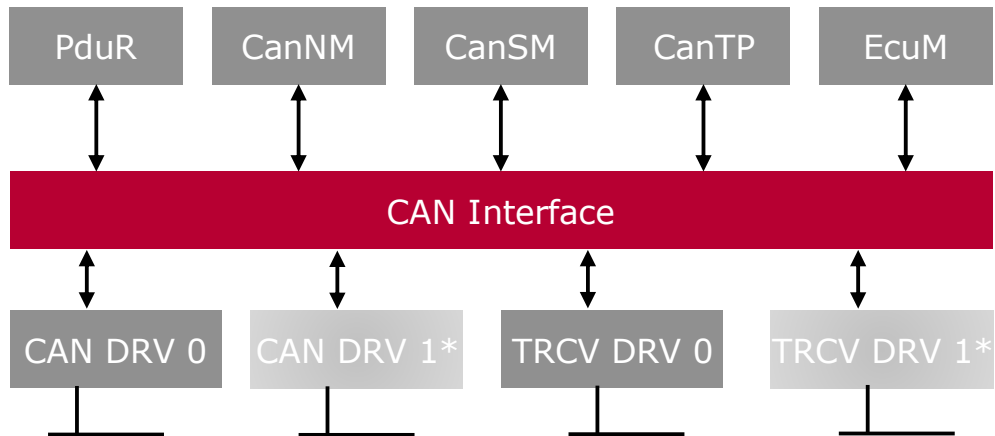 PduR
CanNM
CanSM
CanTP
EcuM
CAN Interface
CAN DRV 0
CAN DRV 1*
TRCV DRV 0
TRCV DRV 1*